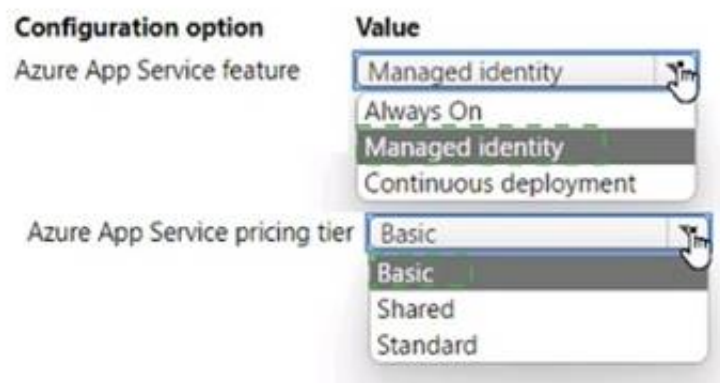 Configuration option Value
Azure App Service feature Managed identity
Always On
Managed identity
Continuous deployment
Azure App Service pricing tier Basic
Basic
Shared
Standard